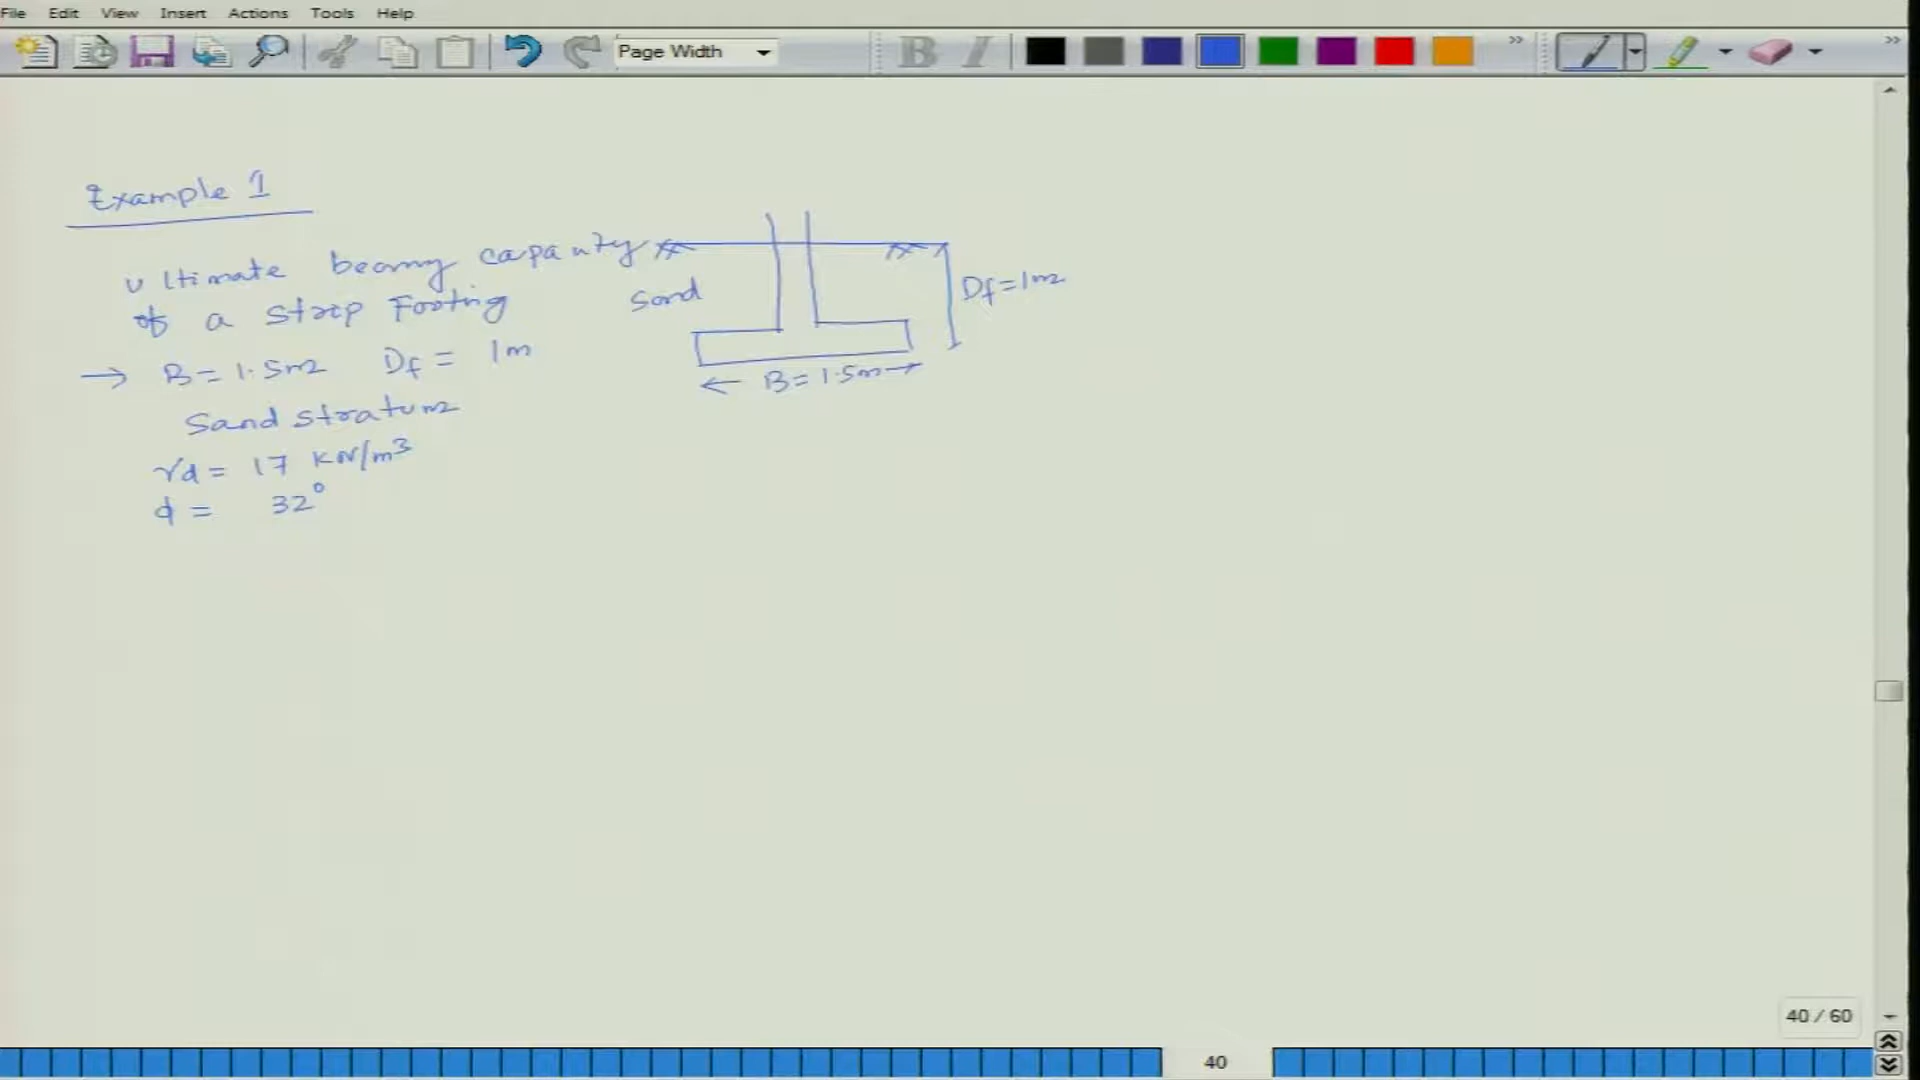 File Edit View Insert Actions Tools Help
Page Width
B I
Example 1
ultimate bearing capacity
of a strip Footing
→ B = 1.5m Df = 1m
Sand stratum
γd = 17 kN/m³
ϕ = 32°
Sand
Df = 1m
B = 1.5m
40 / 60
40